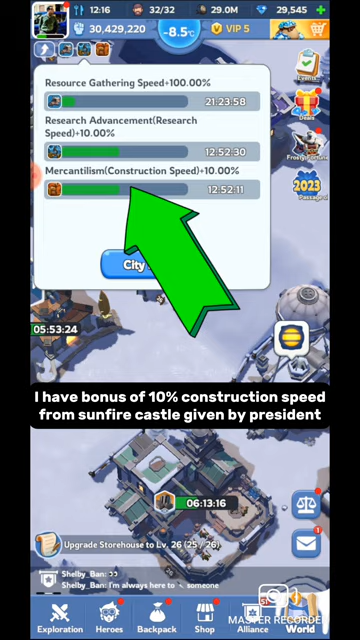 12:16
32/32
29.0M
29,545
30,429,220
-8.5℃
VIP 5
Resource Gathering Speed+100.00%
21:23:58
Research Advancement(Research
Speed)+10.00%
12:52:30
Mercantilism(Construction Speed)+10.00%
12:52:11
City
Events
Deals
Frosty Fortune
2023
Passage
05:53:24
I have bonus of 10% construction speed
from sunfire castle given by president
06:13:16
Upgrade Storehouse to Lv. 26 (25 / 26)
1
Shelby_Ban: ??
Shelby_Ban: I'm always here to someone
MASTER RECORDER
Exploration
Heroes
Backpack
Shop
Alliance
World